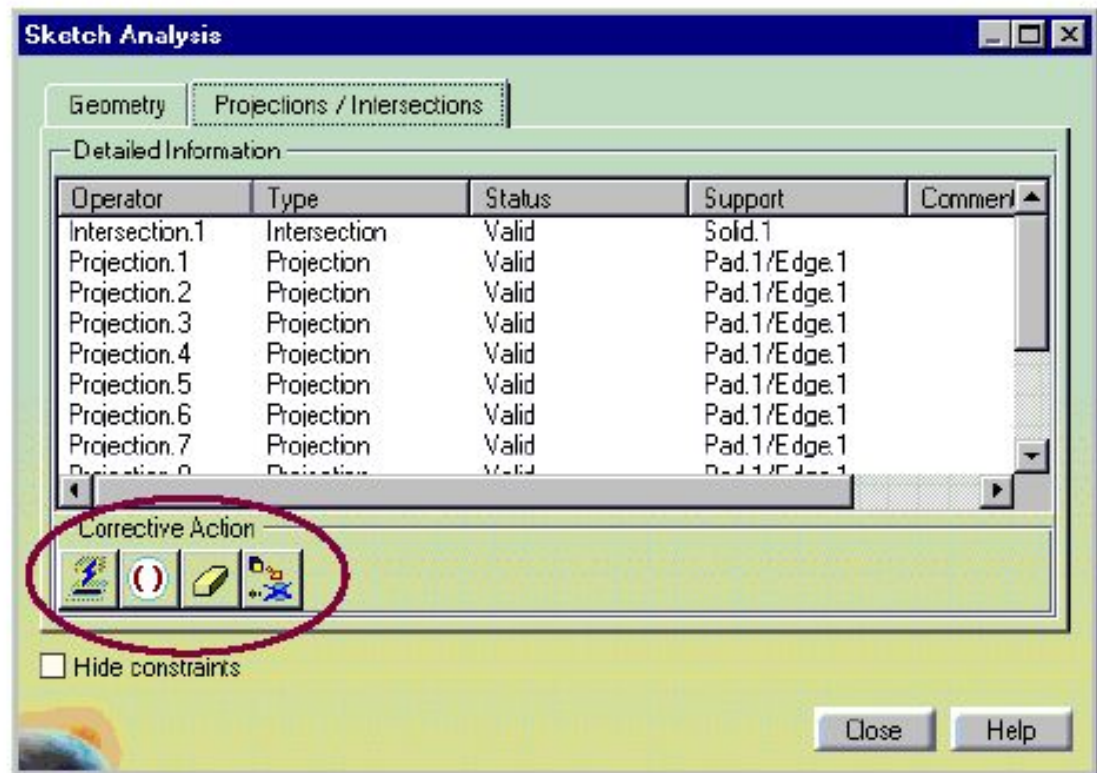 Sketch Analysis
Geometry
Projections / Intersections
Detailed Information
Operator Type Status Support Comment
Intersection.1 Intersection Valid Solid.1
Projection.1 Projection Valid Pad.1/Edge.1
Projection.2 Projection Valid Pad.1/Edge.1
Projection.3 Projection Valid Pad.1/Edge.1
Projection.4 Projection Valid Pad.1/Edge.1
Projection.5 Projection Valid Pad.1/Edge.1
Projection.6 Projection Valid Pad.1/Edge.1
Projection.7 Projection Valid Pad.1/Edge.1
Corrective Action
Hide constraints
Close
Help